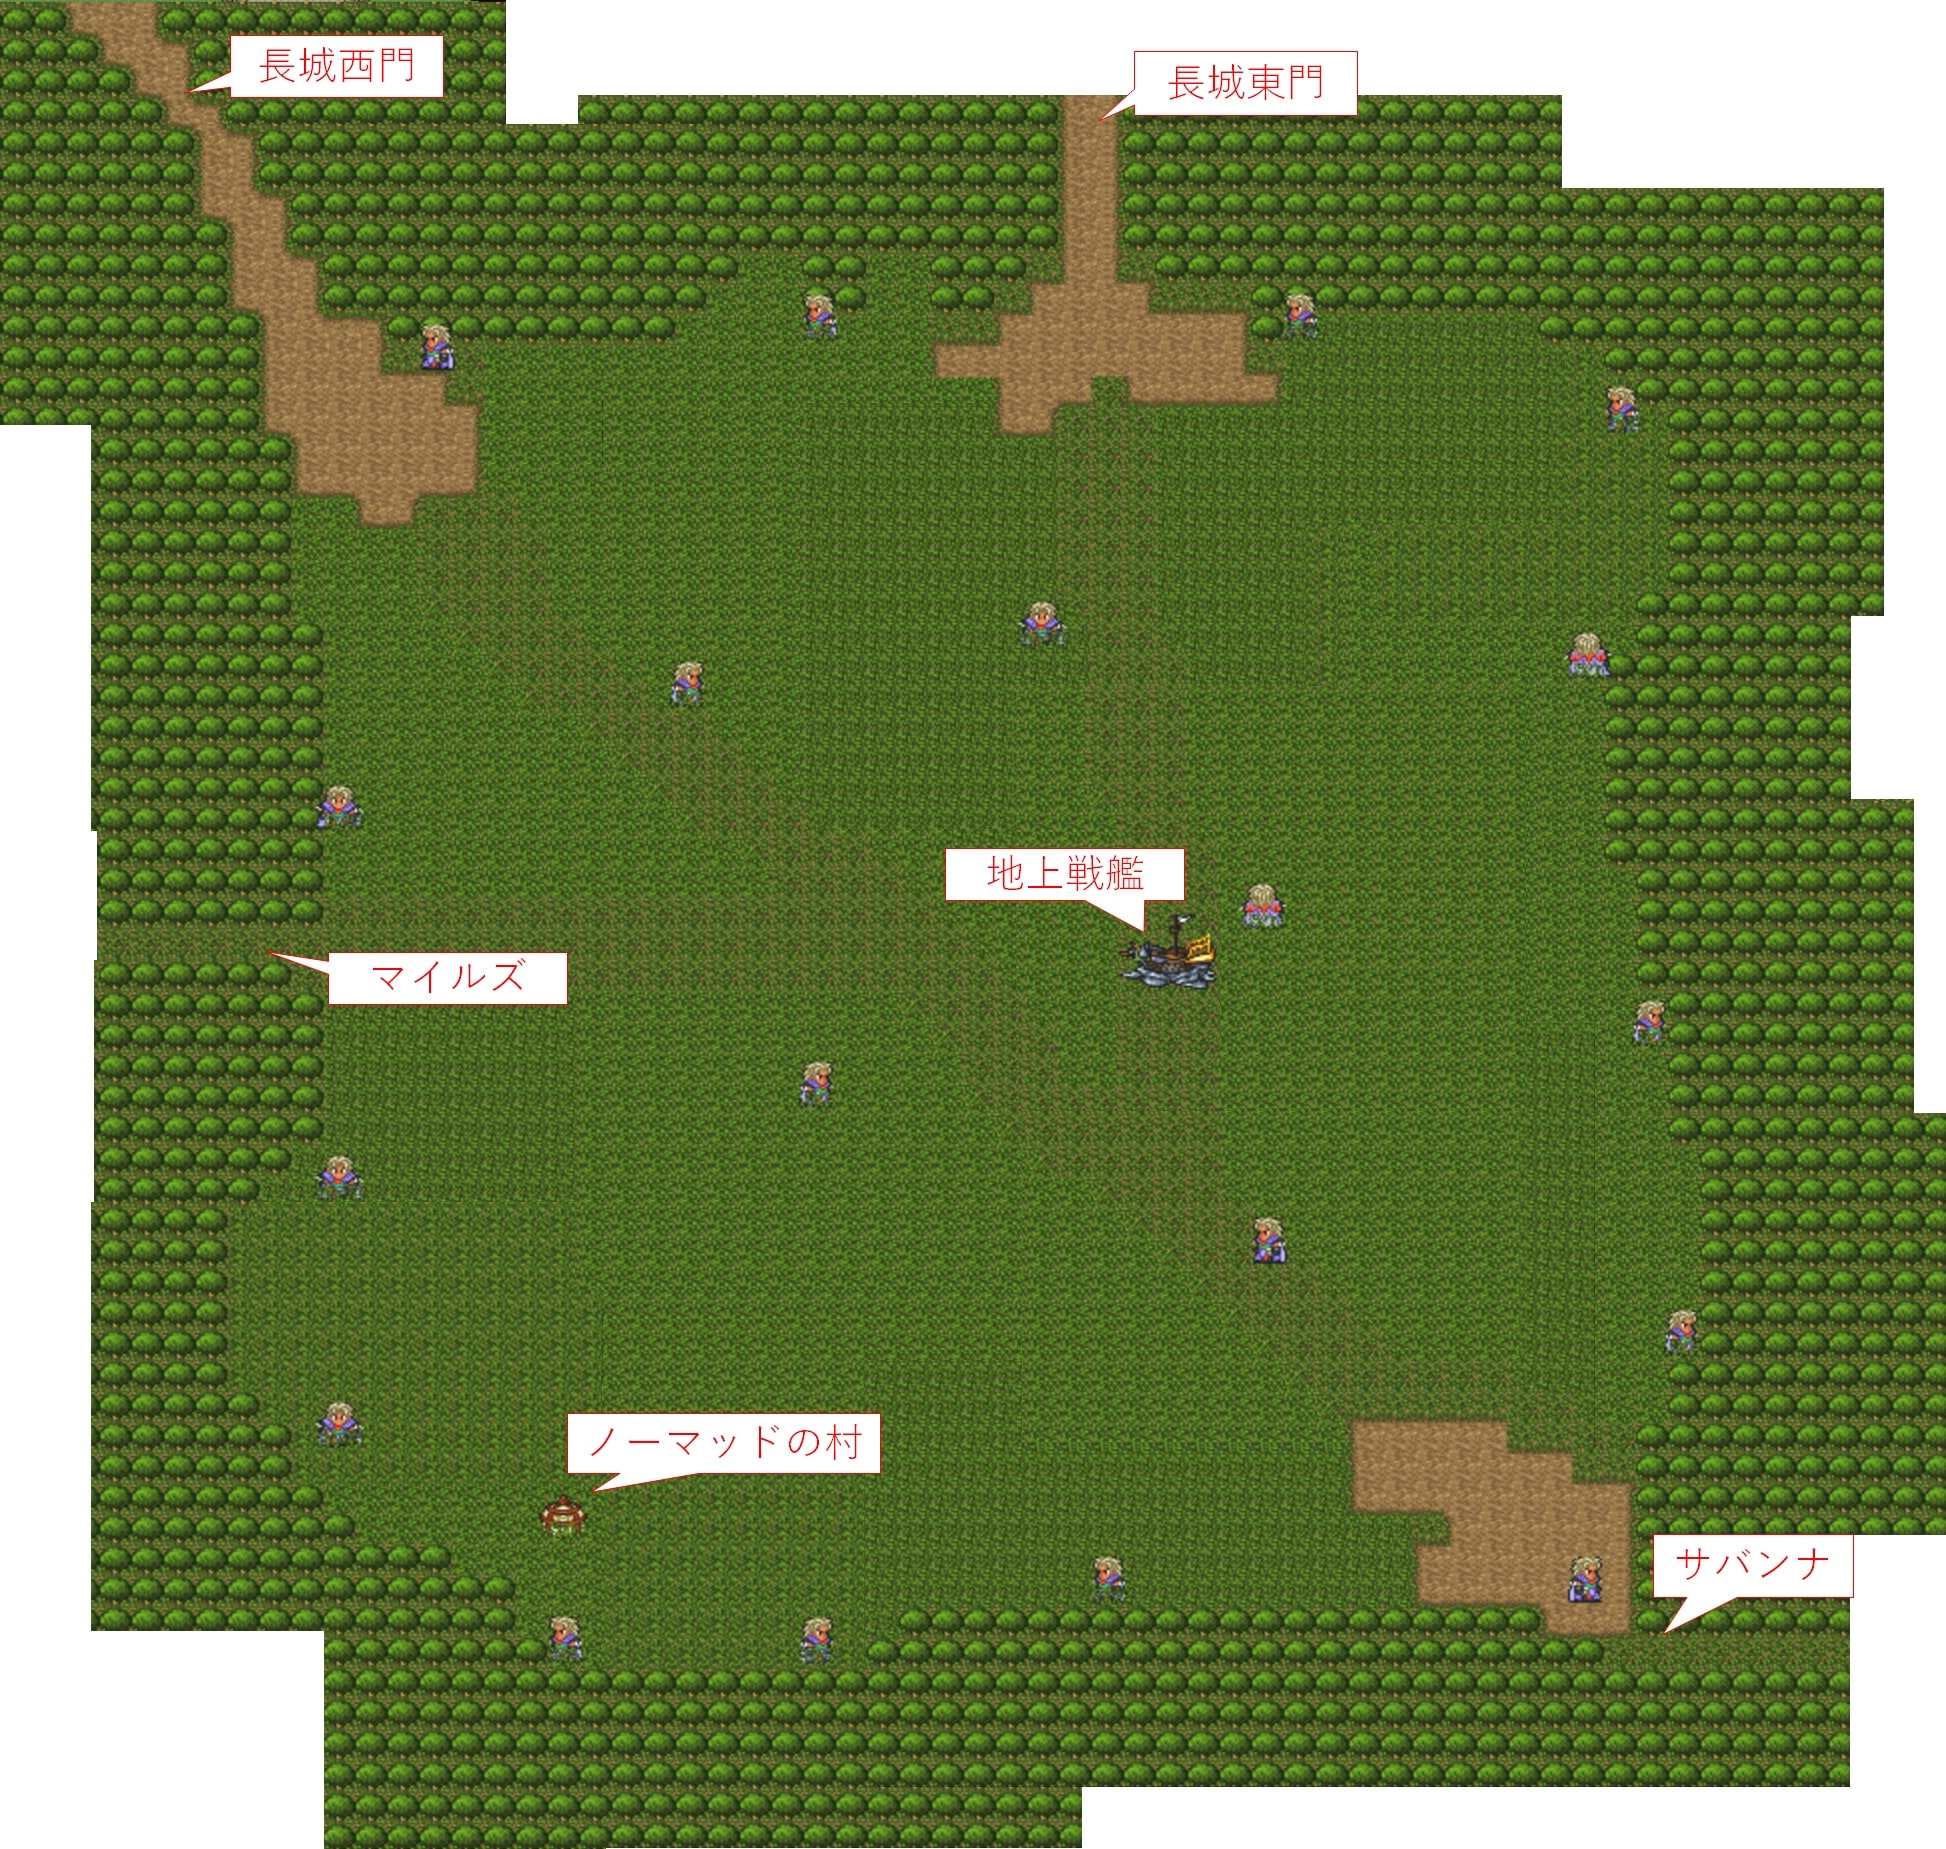 長城西門
長城東門
地上戦艦
マイルズ
ノーマッドの村
サバンナ